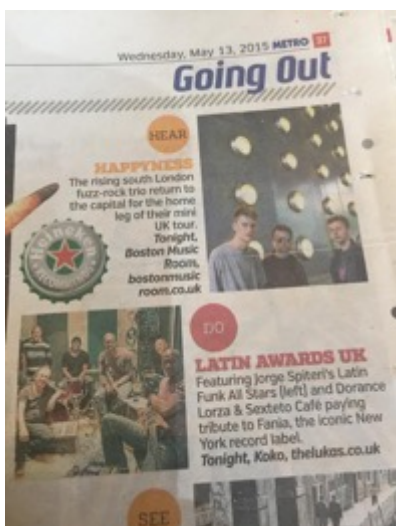 Wednesday, May 13, 2015 METRO 37
Going Out
HEAR
HAPPYNESS
The rising south London
fuzz-rock trio return to
the capital for the home
leg of their mini
UK tour.
Tonight,
Boston Music
Room,
bostonmusic
room.co.uk
Heineken
DO
LATIN AWARDS UK
Featuring Jorge Spiteri's Latin
Funk All Stars (left) and Dorance
Lorza & Sexteto Café paying
tribute to Fania, the iconic New
York record label.
Tonight, Koko, thelukas.co.uk
SEE